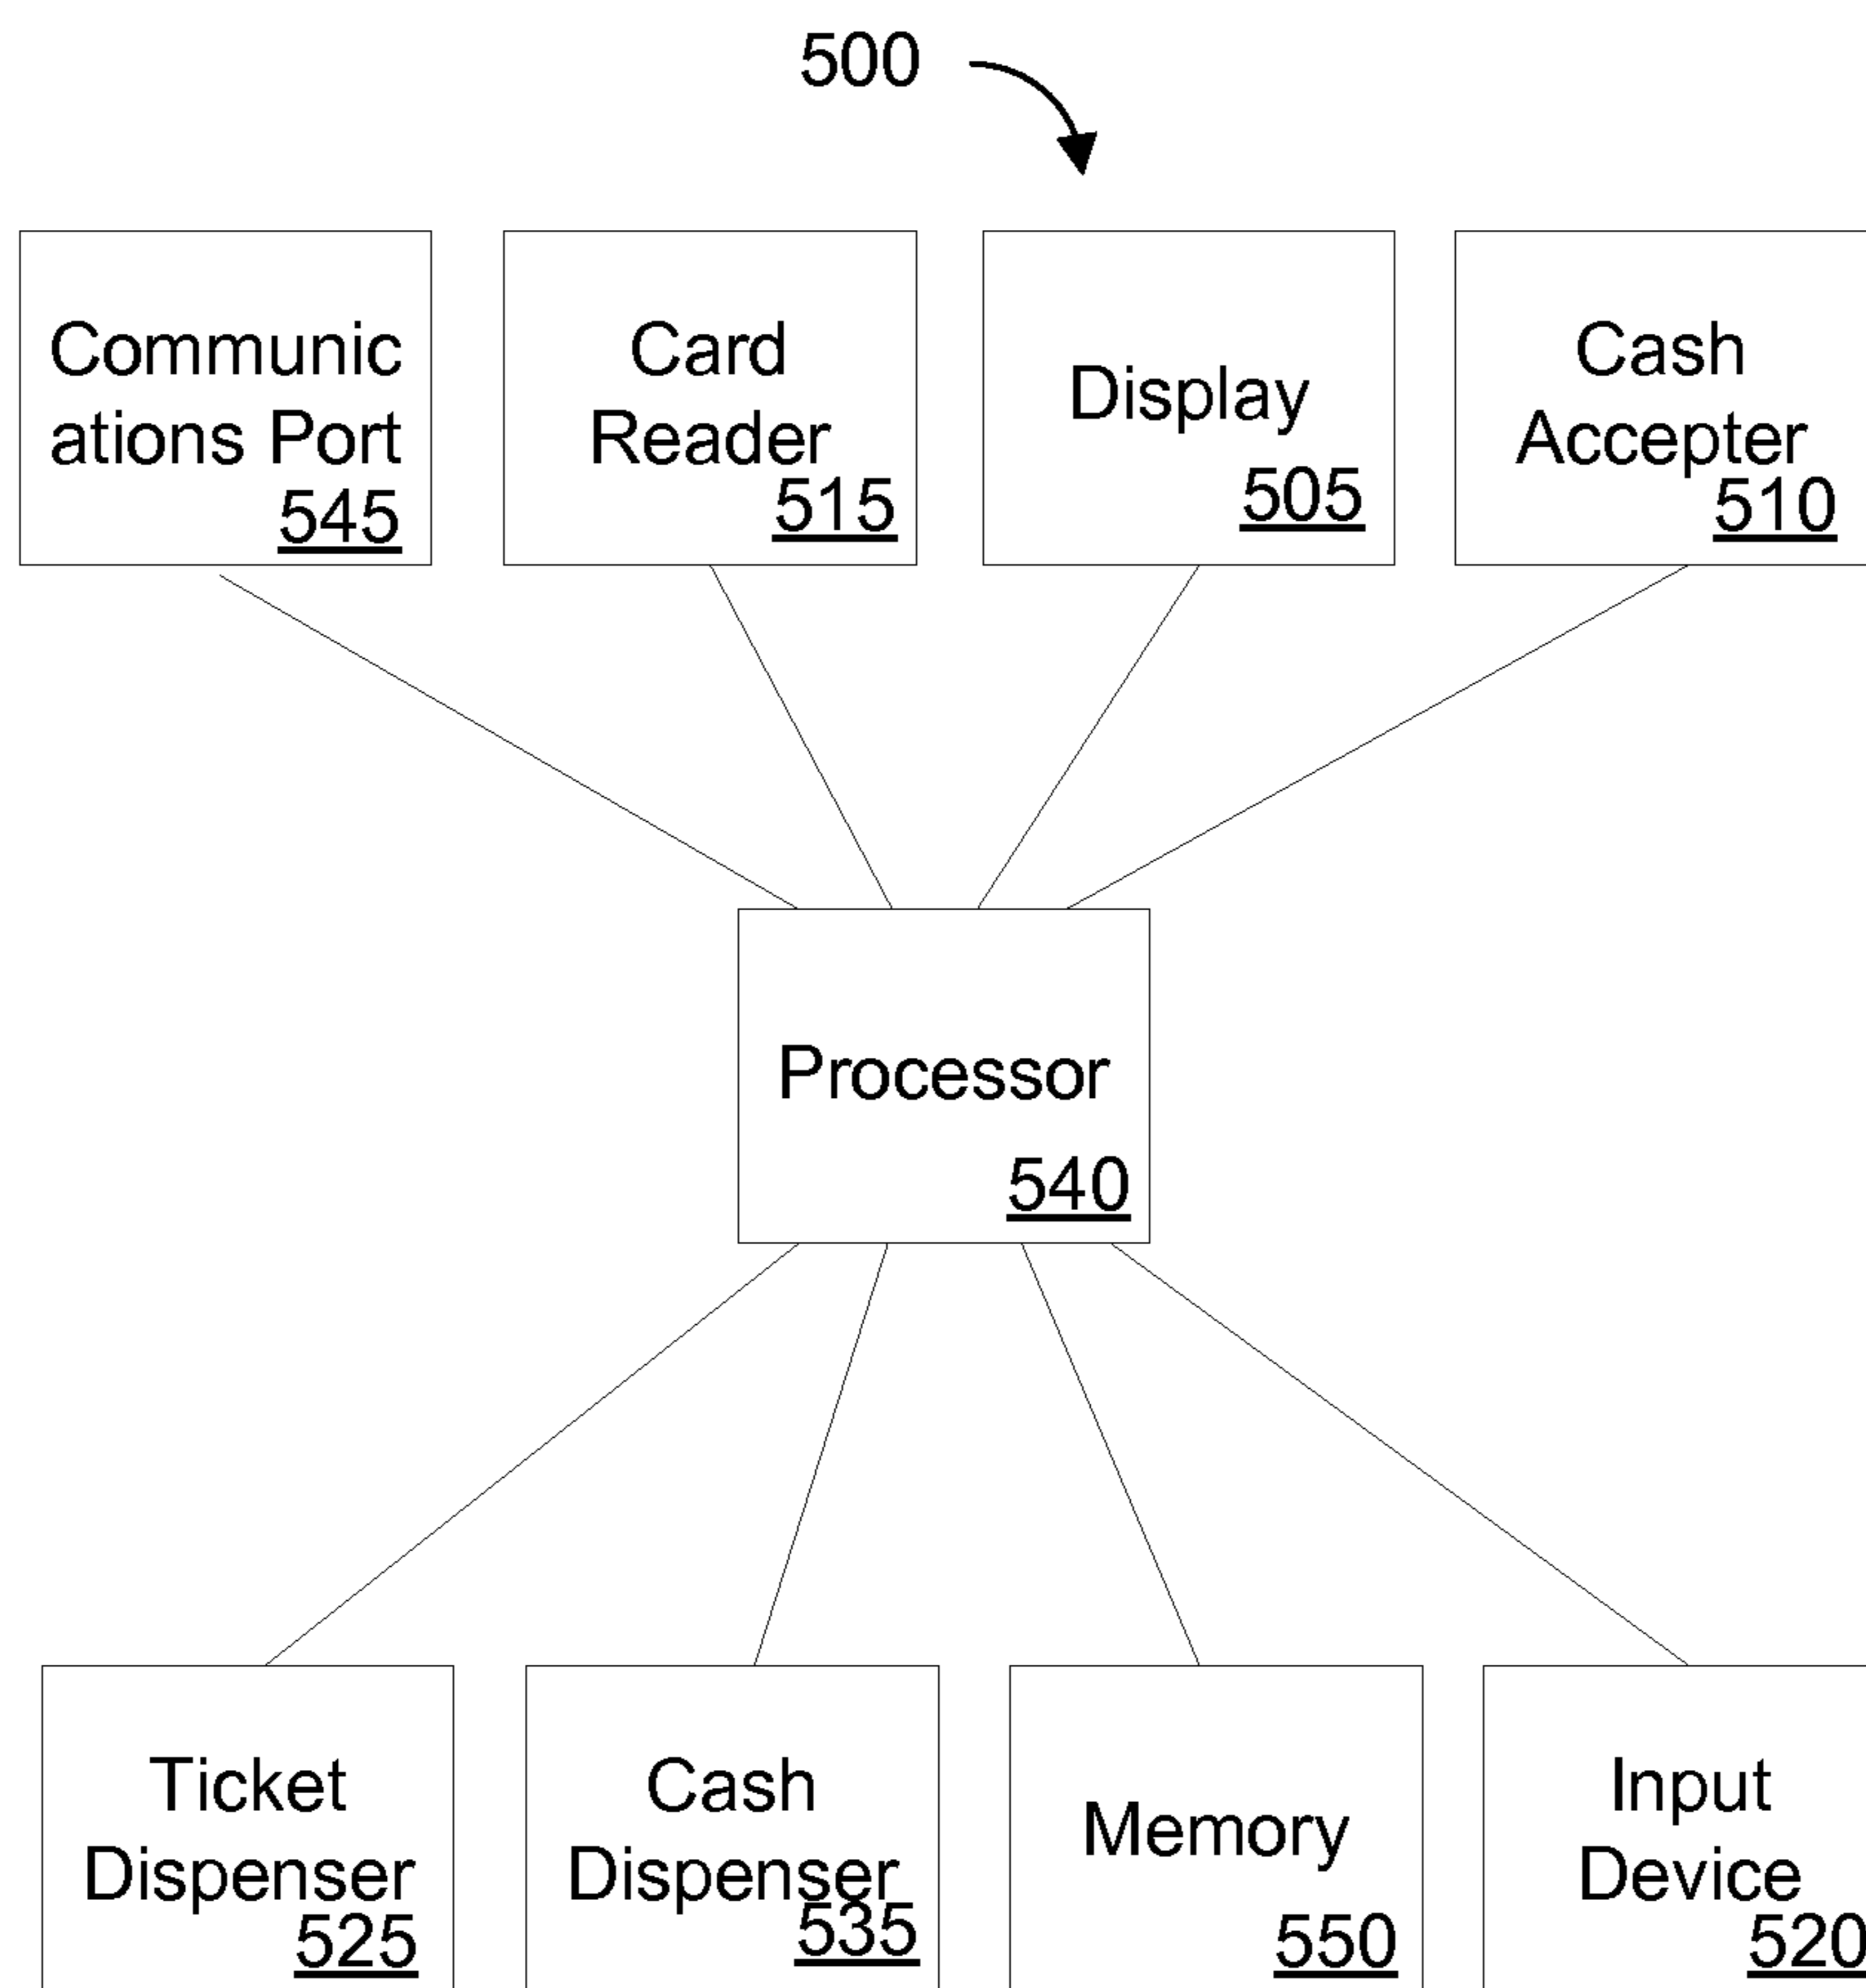 500
Communic
ations Port
545
Card
Reader
515
Display
505
Cash
Accepter
510
Processor
540
Ticket
Dispenser
525
Cash
Dispenser
535
Memory
550
Input
Device
520